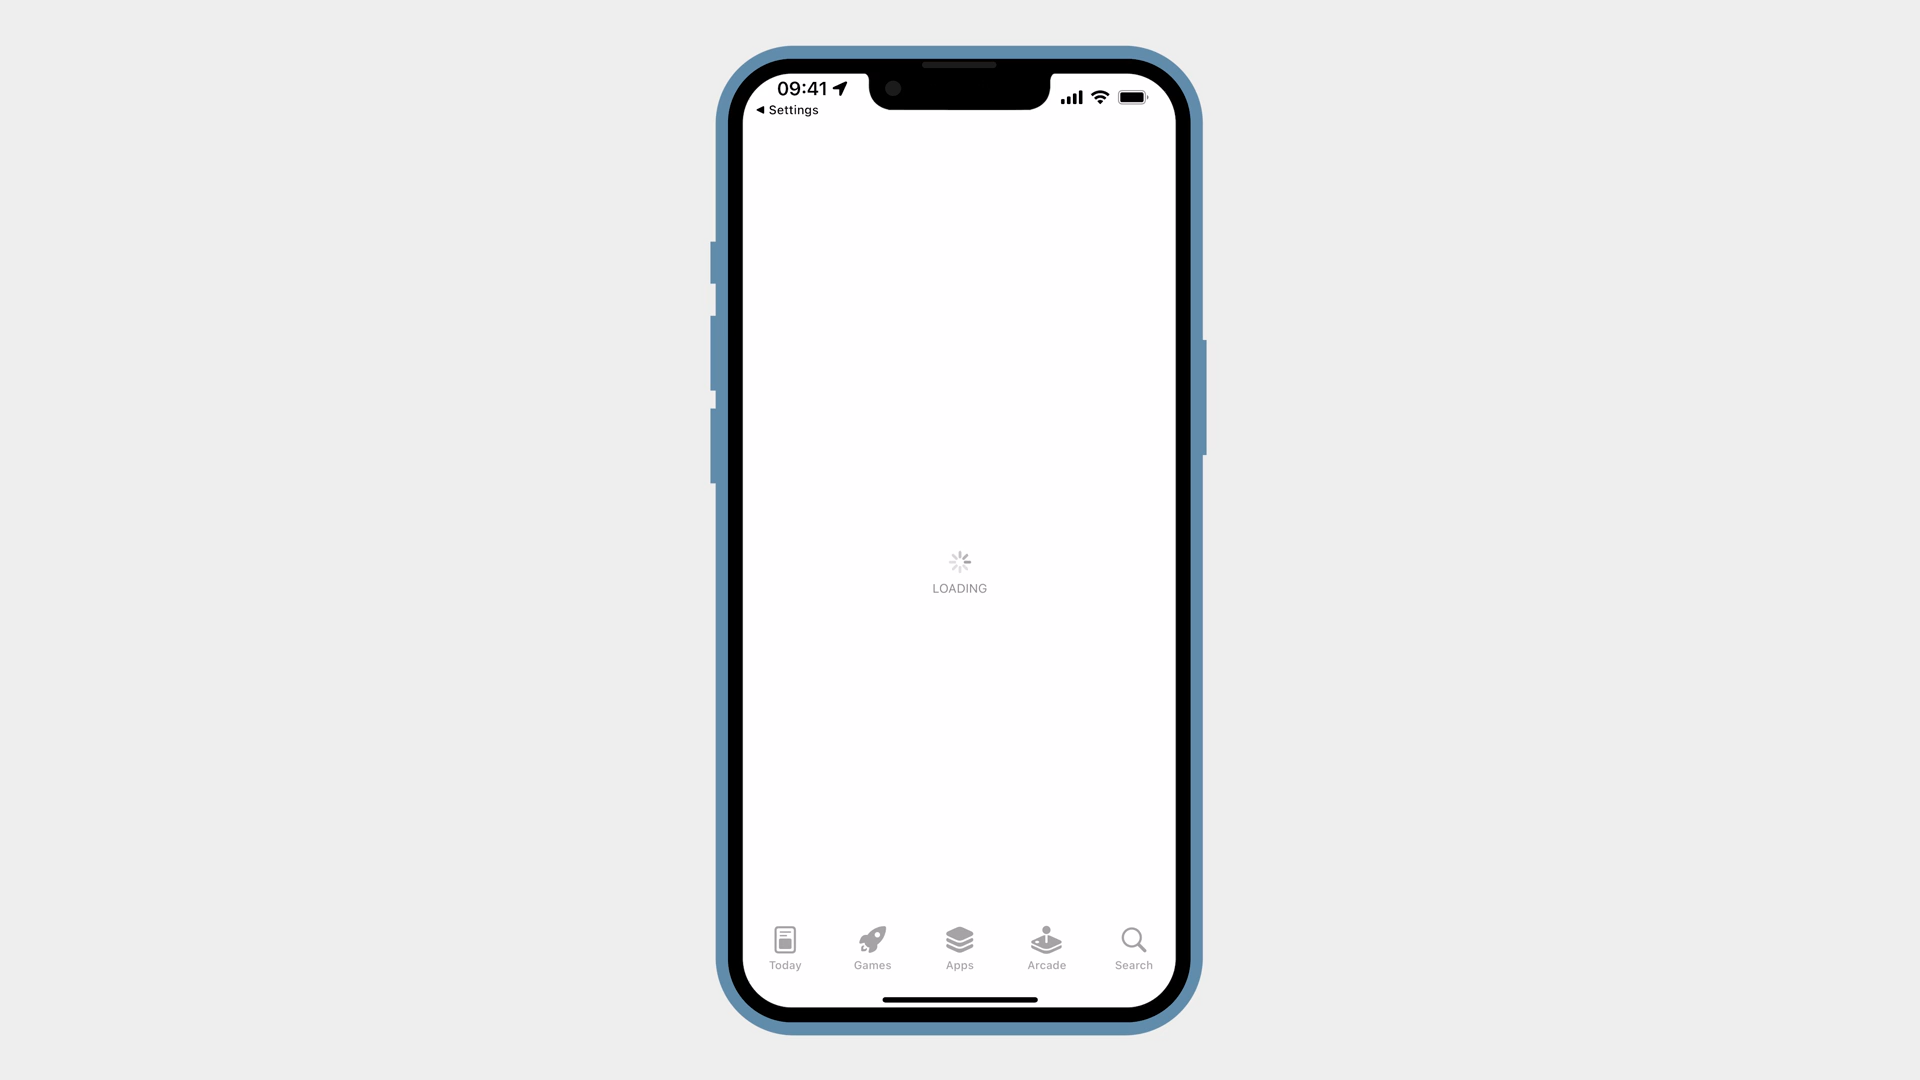 09:41
◀ Settings
LOADING
Today
Games
Apps
Arcade
Search